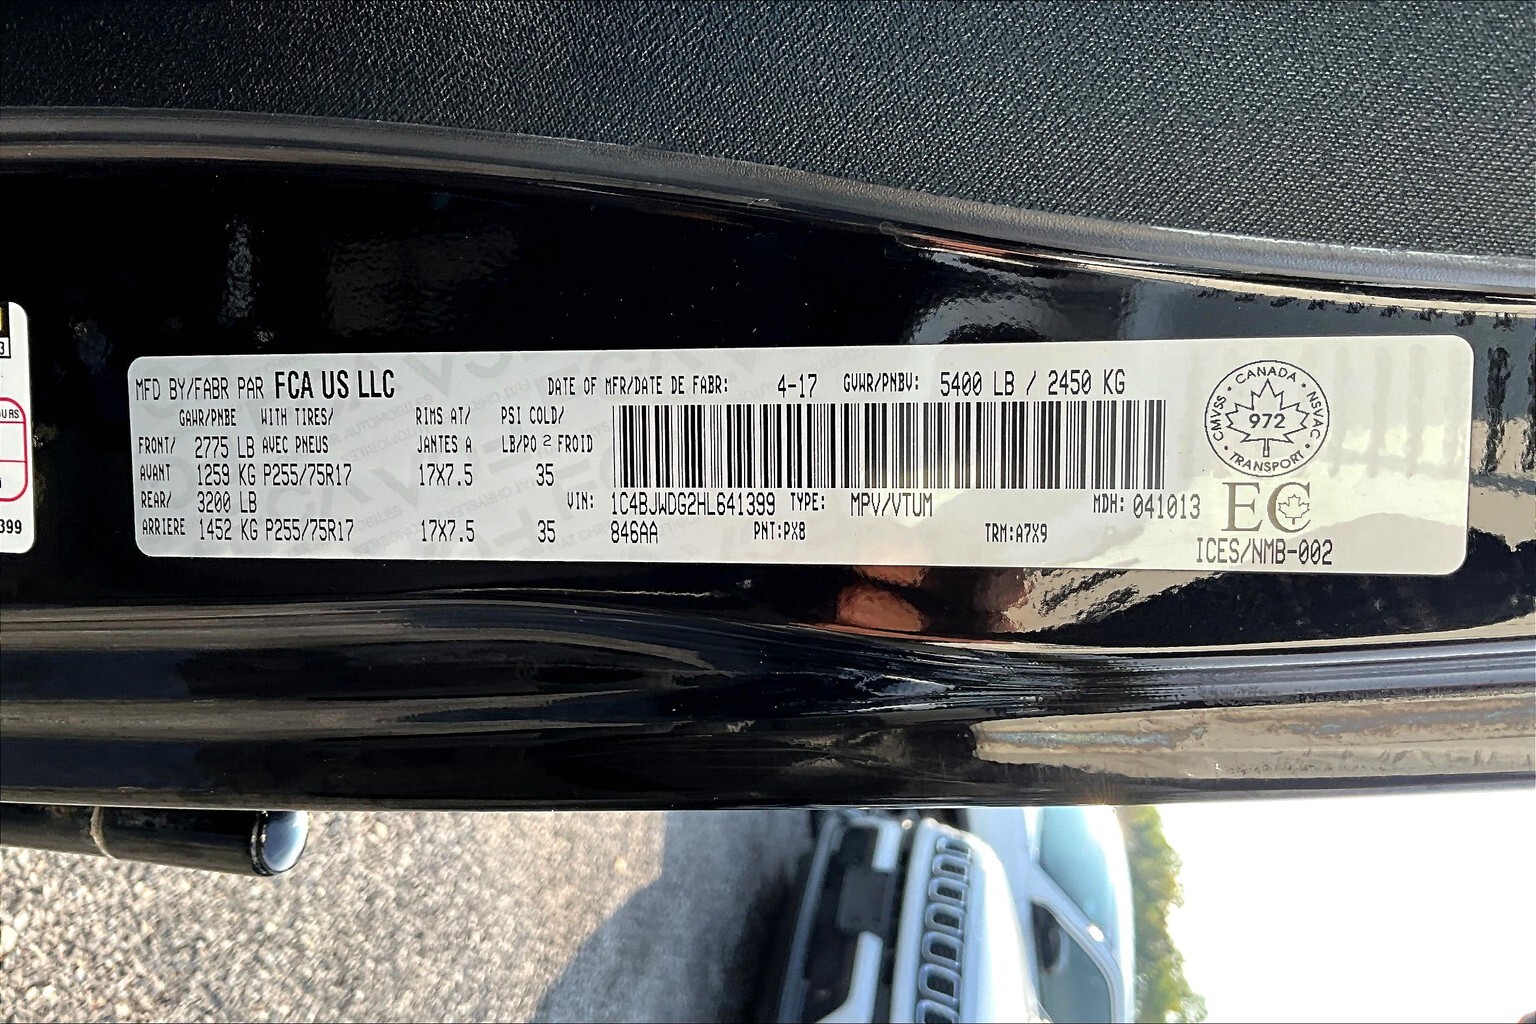 MFD BY/FABR PAR FCA US LLC DATE OF MFR/DATE DE FABR: 4-17 GVWR/PNBV: 5400 LB / 2450 KG
GAWR/PNBE WITH TIRES/ RIMS AT/ PSI COLD/
FRONT/ 2775 LB AVEC PNEUS JANTES A LB/PO 2 FROID
AVANT 1259 KG P255/75R17 17X7.5 35
REAR/ 3200 LB VIN: 1C4BJWDG2HL641399 TYPE: MPV/VTUM MDH: 041013
ARRIERE 1452 KG P255/75R17 17X7.5 35 846AA PNT:PX8 TRM:A7X9
CANADA
CMVSS 972 NSVAC
TRANSPORT
EC
ICES/NMB-002
3
URS
399